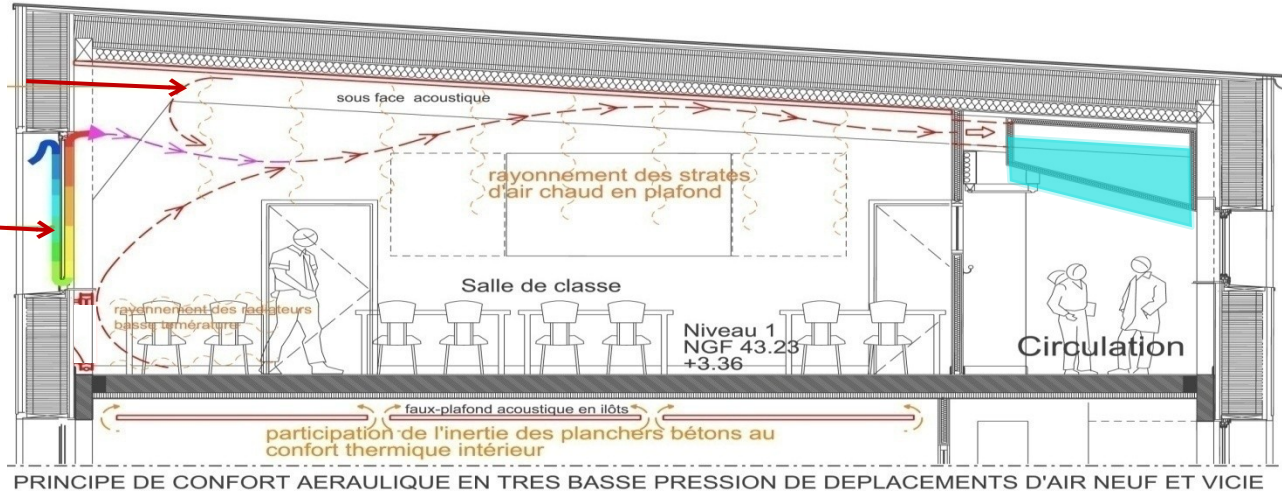 sous face acoustique
rayonnement des strates
d'air chaud en plafond
Salle de classe
rayonnement des radiateurs
basse température
Niveau 1
NGF 43.23
+3.36
Circulation
faux-plafond acoustique en ilôts
participation de l'inertie des planchers bétons au
confort thermique intérieur
PRINCIPE DE CONFORT AERAULIQUE EN TRES BASSE PRESSION DE DEPLACEMENTS D'AIR NEUF ET VICIE